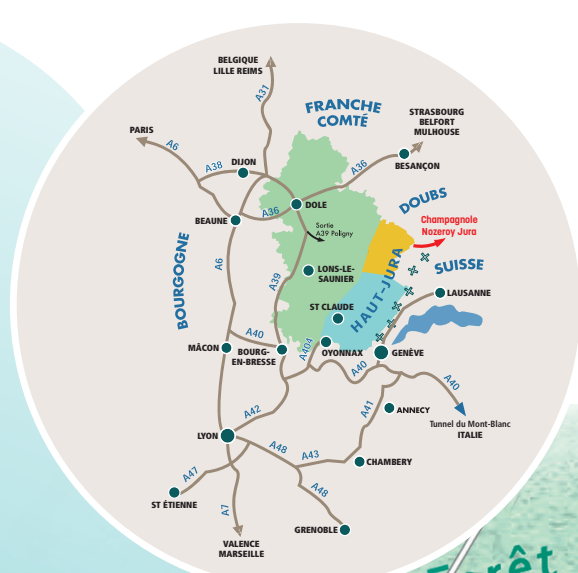 BELGIQUE
LILLE REIMS
A31
FRANCHE
COMTÉ
STRASBOURG
BELFORT
MULHOUSE
PARIS
A6
A38
DIJON
A36
BESANÇON
DOLE
A36
BEAUNE
DOUBS
Champagnole
Nozeroy Jura
Sortie
A39 Poligny
BOURGOGNE
A6
A39
LONS-LE-
SAUNIER
HAUT-JURA
SUISSE
LAUSANNE
ST CLAUDE
A40
A404
MÂCON
BOURG-
EN-BRESSE
OYONNAX
GENÈVE
A40
A40
A42
A41
ANNECY
Tunnel du Mont-Blanc
ITALIE
LYON
A48
A43
CHAMBERY
A47
A48
ST ÉTIENNE
A7
GRENOBLE
VALENCE
MARSEILLE
Forêt